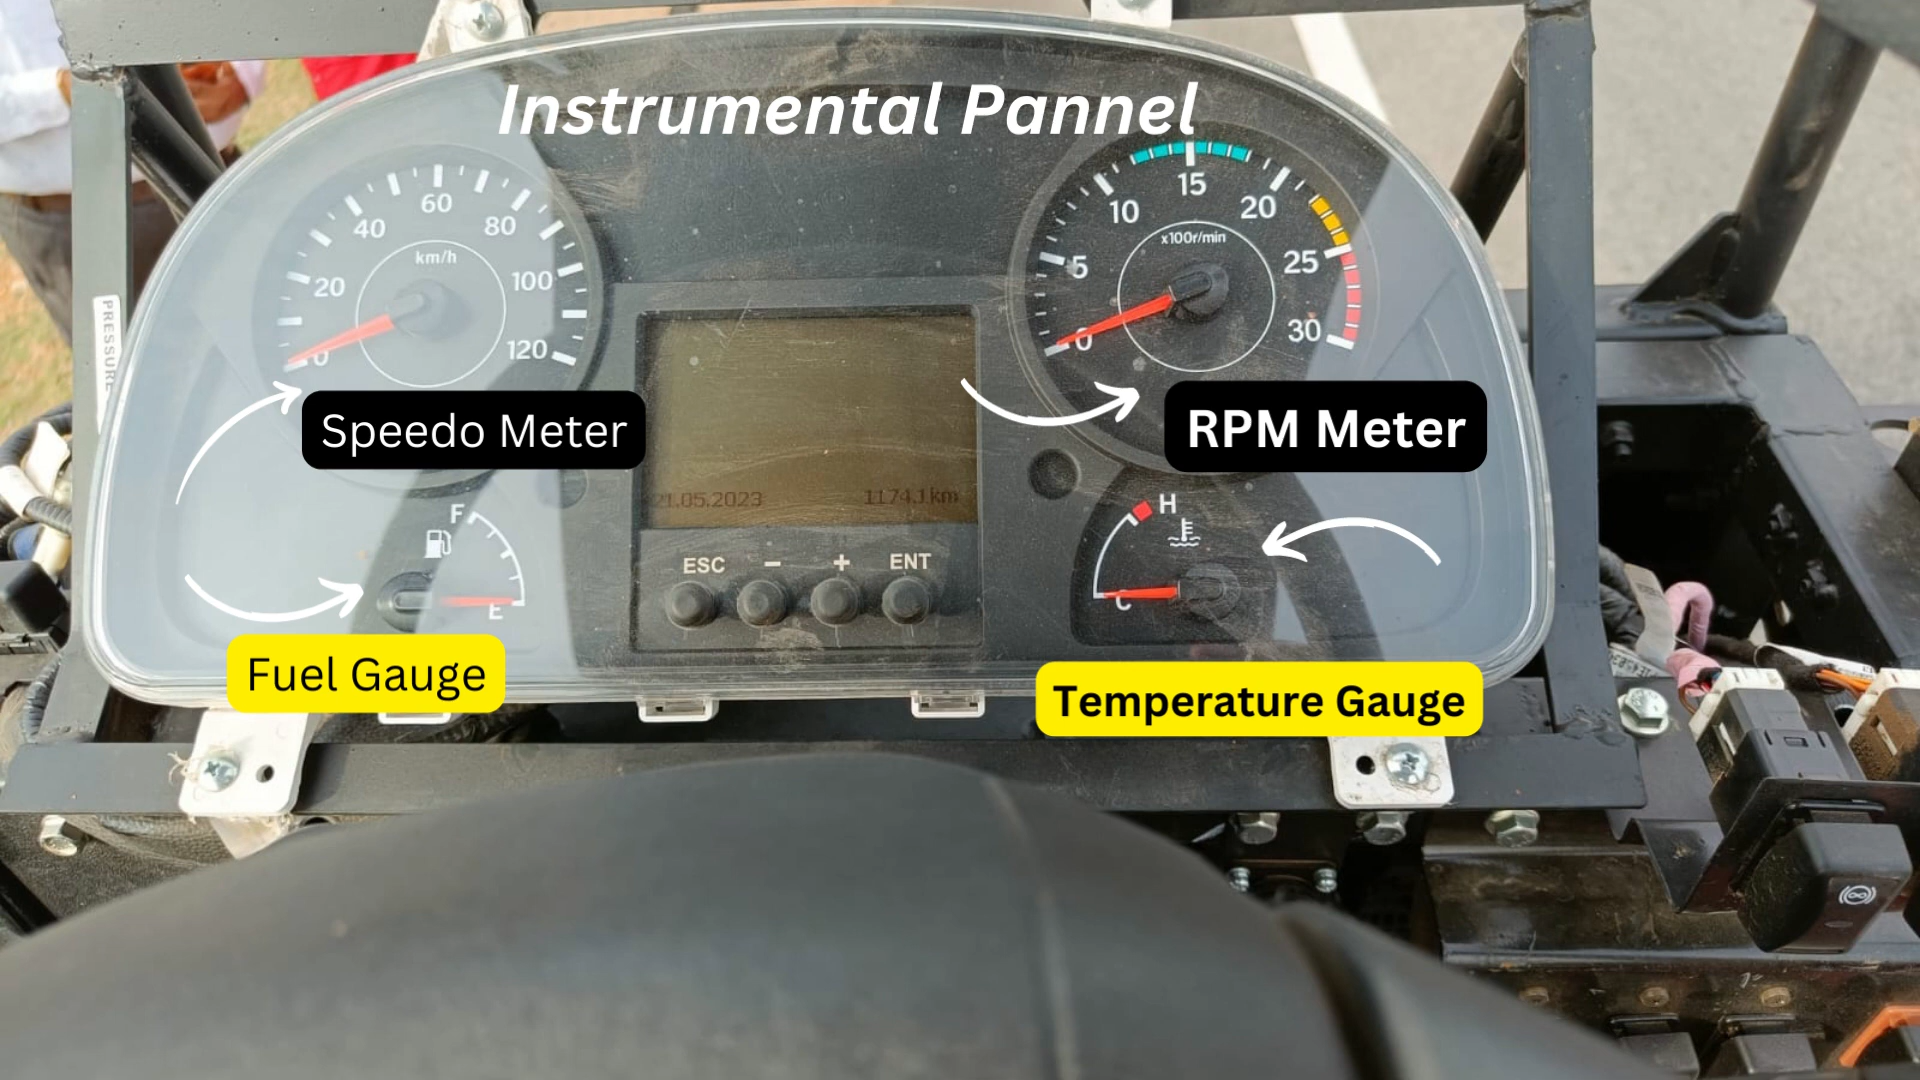 Instrumental Pannel
60
40
80
km/h
20
100
0
120
15
10
20
x100r/min
5
25
0
30
PRESSURE
Speedo Meter
RPM Meter
1.05.2023
1174.1 km
F
E
H
C
ESC
-
+
ENT
Fuel Gauge
Temperature Gauge